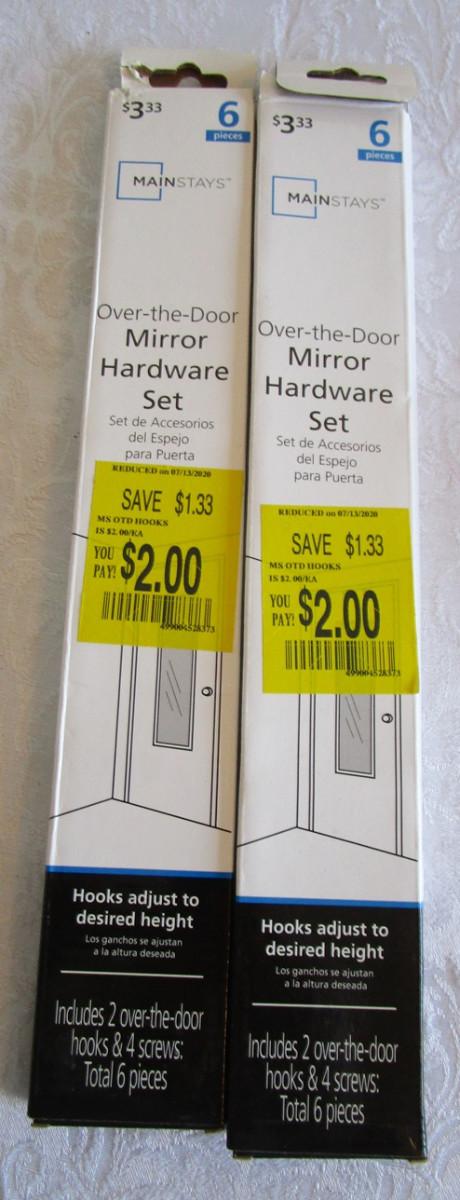 $3.33
6
pieces
MAINSTAYS™
Over-the-Door
Mirror
Hardware
Set
Set de Accesorios
del Espejo
para Puerta
REDUCED on 07/13/2020
SAVE $1.33
MS OTD HOOKS
IS $2.00/EA
YOU
PAY: $2.00
499004528373
Hooks adjust to
desired height
Los ganchos se ajustan
a la altura deseada
Includes 2 over-the-door
hooks & 4 screws:
Total 6 pieces
$3.33
6
pieces
MAINSTAYS™
Over-the-Door
Mirror
Hardware
Set
Set de Accesorios
del Espejo
para Puerta
REDUCED on 07/13/2020
SAVE $1.33
MS OTD HOOKS
IS $2.00/EA
YOU
PAY: $2.00
499004528373
Hooks adjust to
desired height
Los ganchos se ajustan
a la altura deseada
Includes 2 over-the-door
hooks & 4 screws:
Total 6 pieces